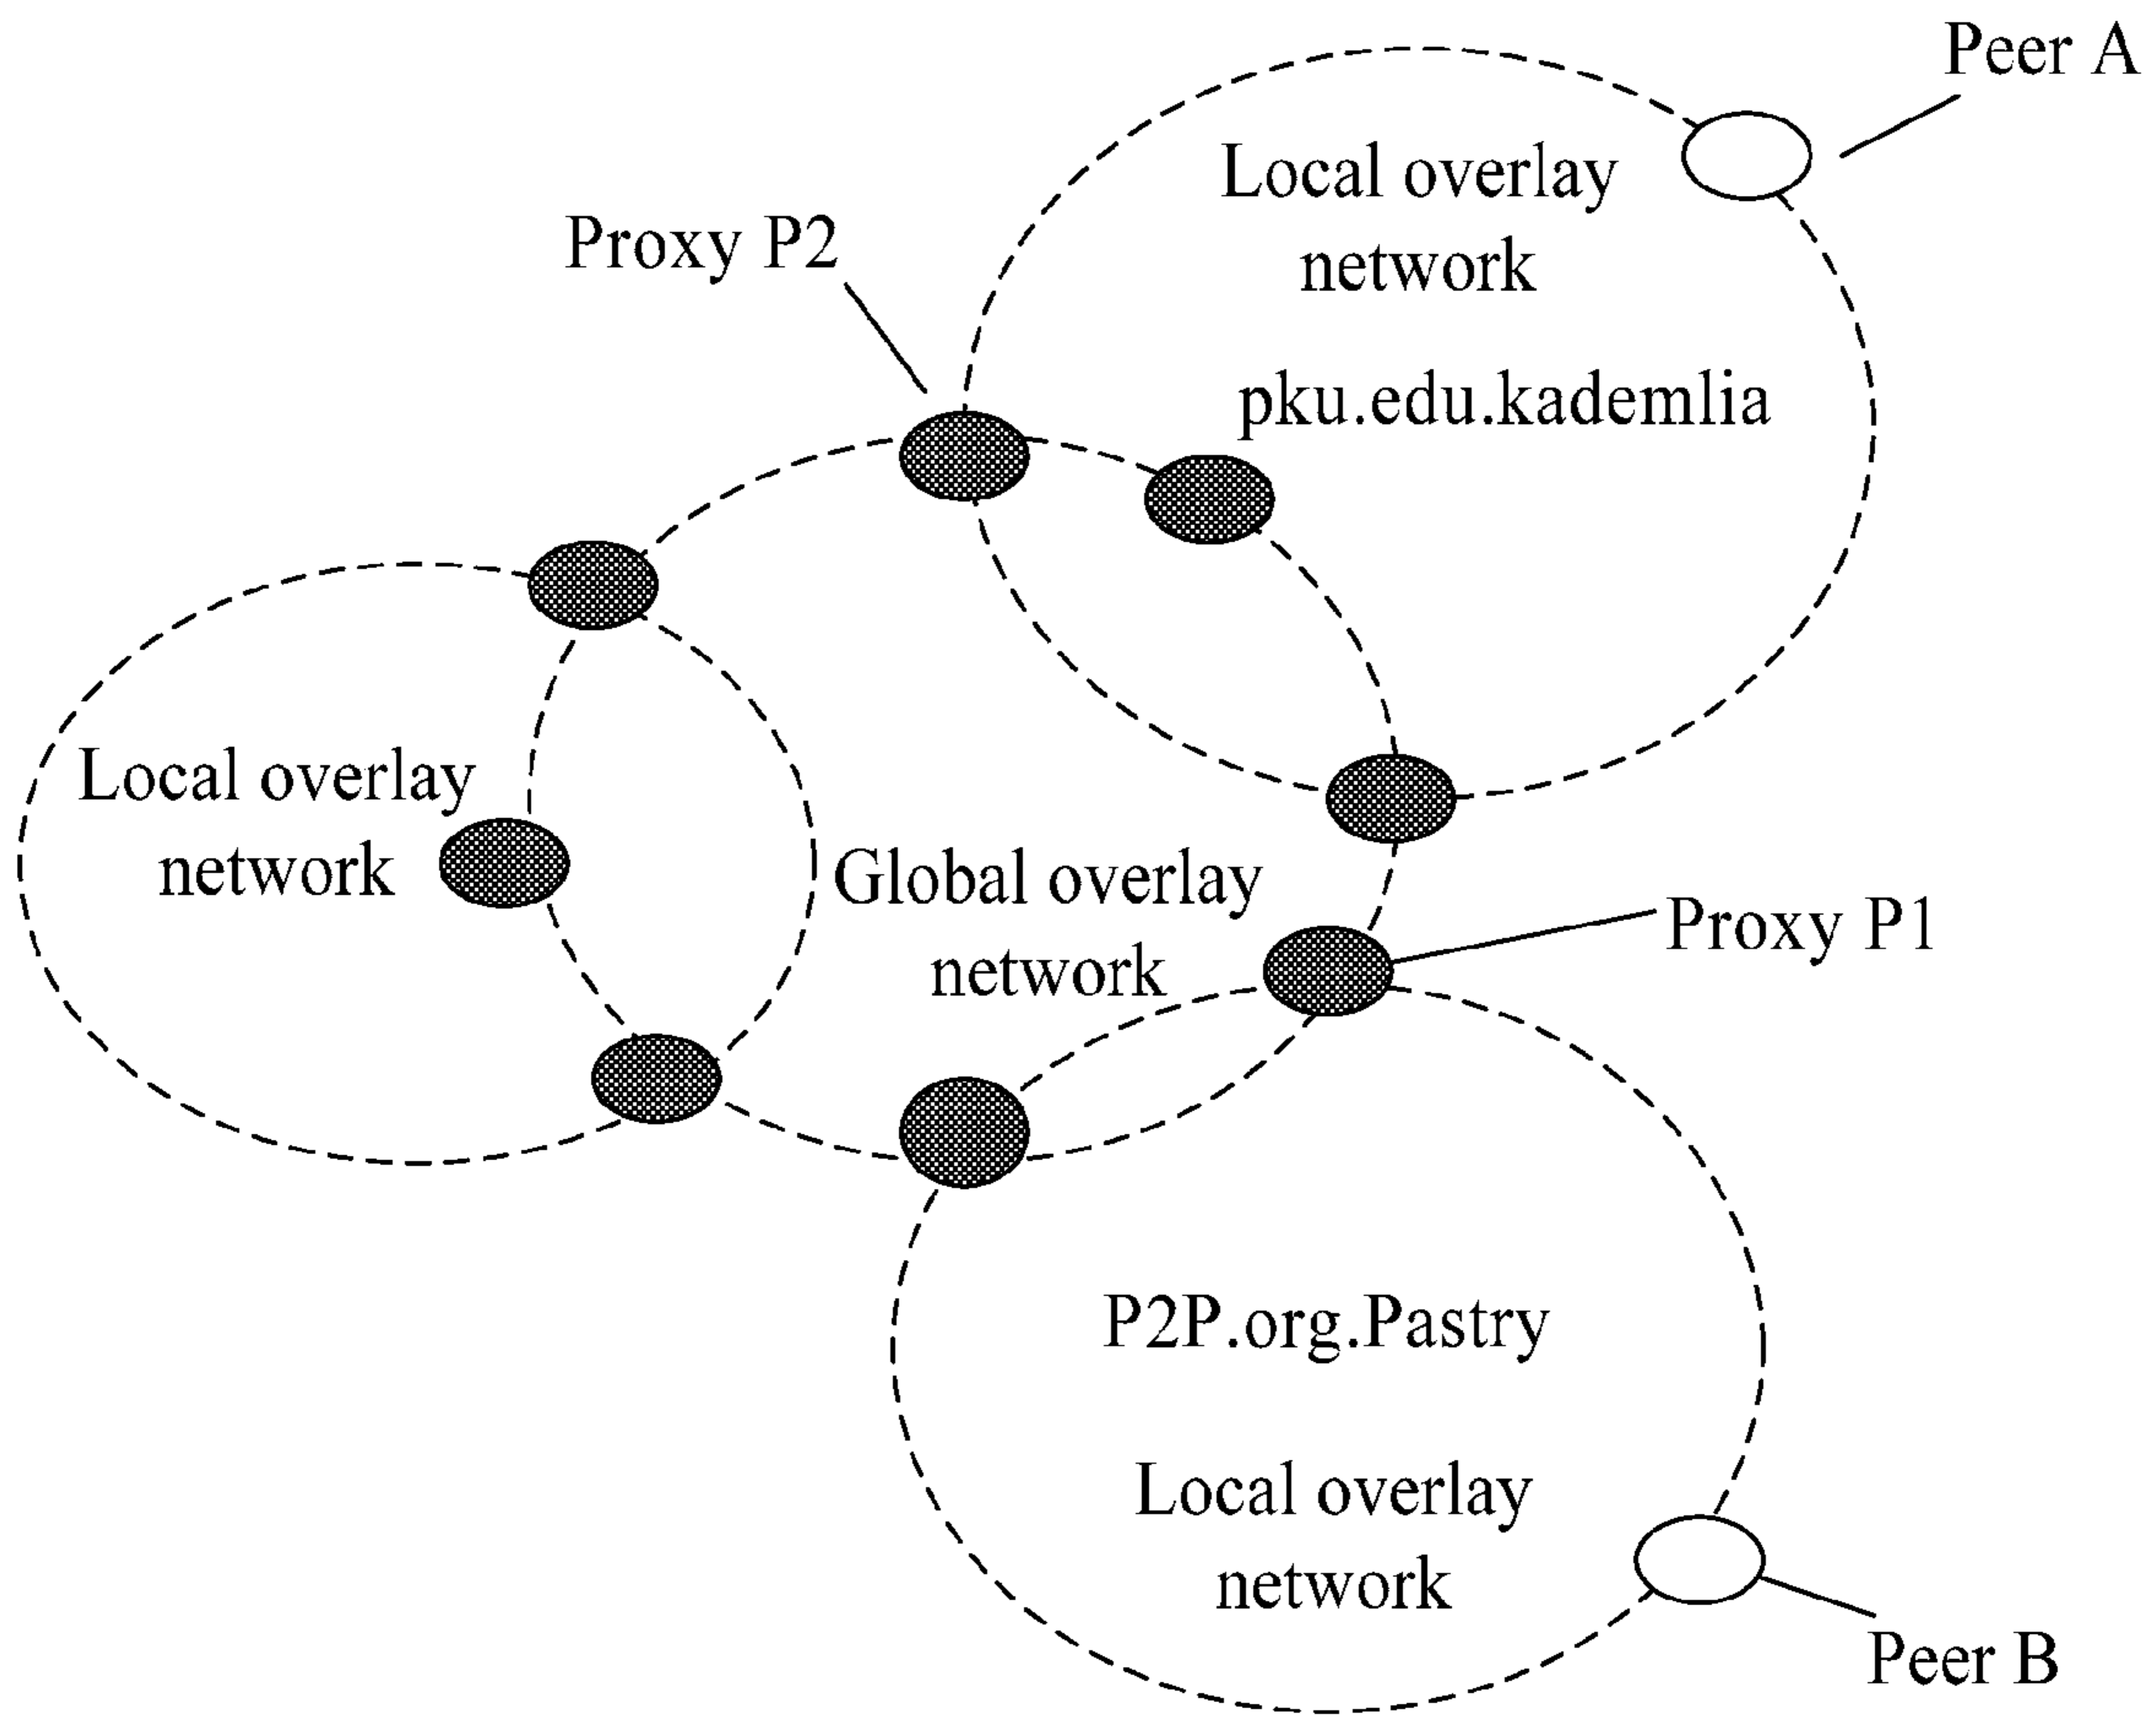 Peer A
Local overlay
network
Proxy P2
pku.edu.kademlia
Local overlay
network
Global overlay
network
Proxy P1
P2P.org.Pastry
Local overlay
network
Peer B